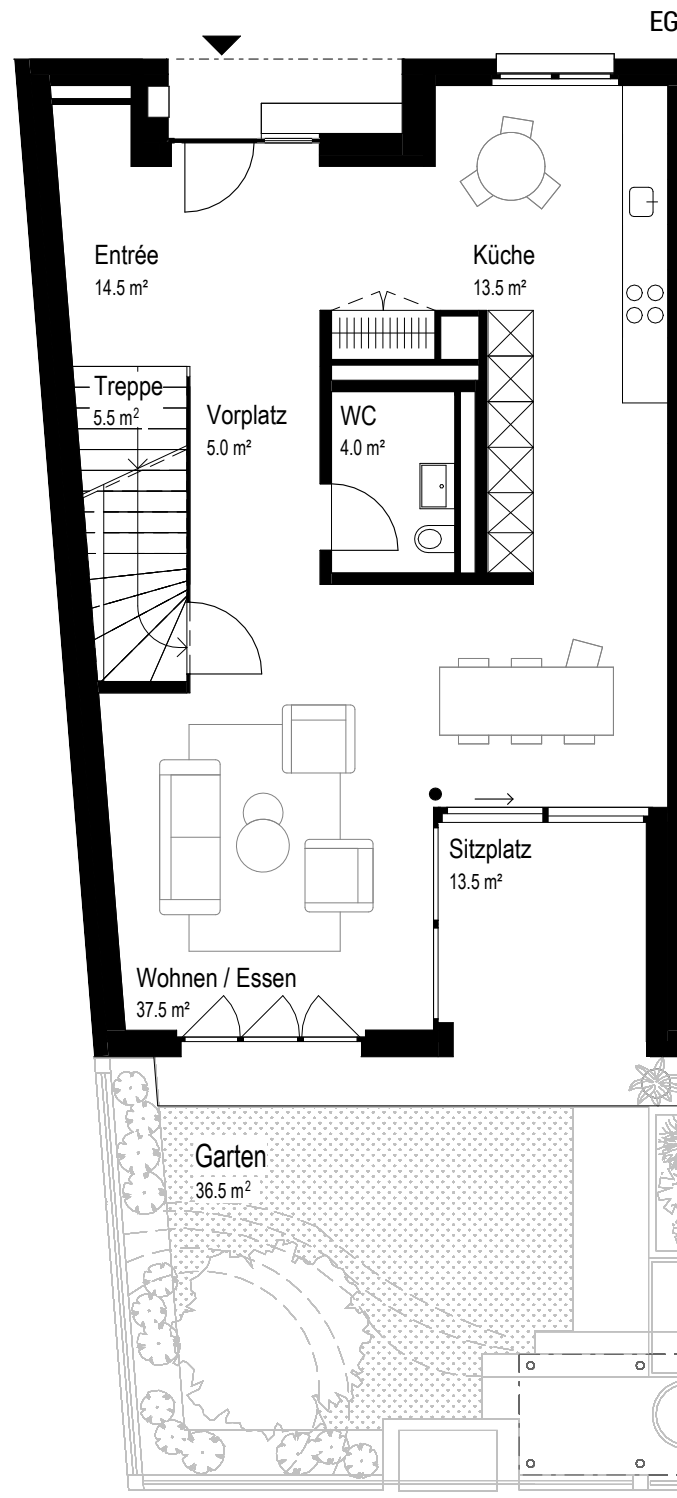 EG
Entrée
14.5 m²
Küche
13.5 m²
Treppe
5.5 m²
Vorplatz
5.0 m²
WC
4.0 m²
Sitzplatz
13.5 m²
Wohnen / Essen
37.5 m²
Garten
36.5 m²